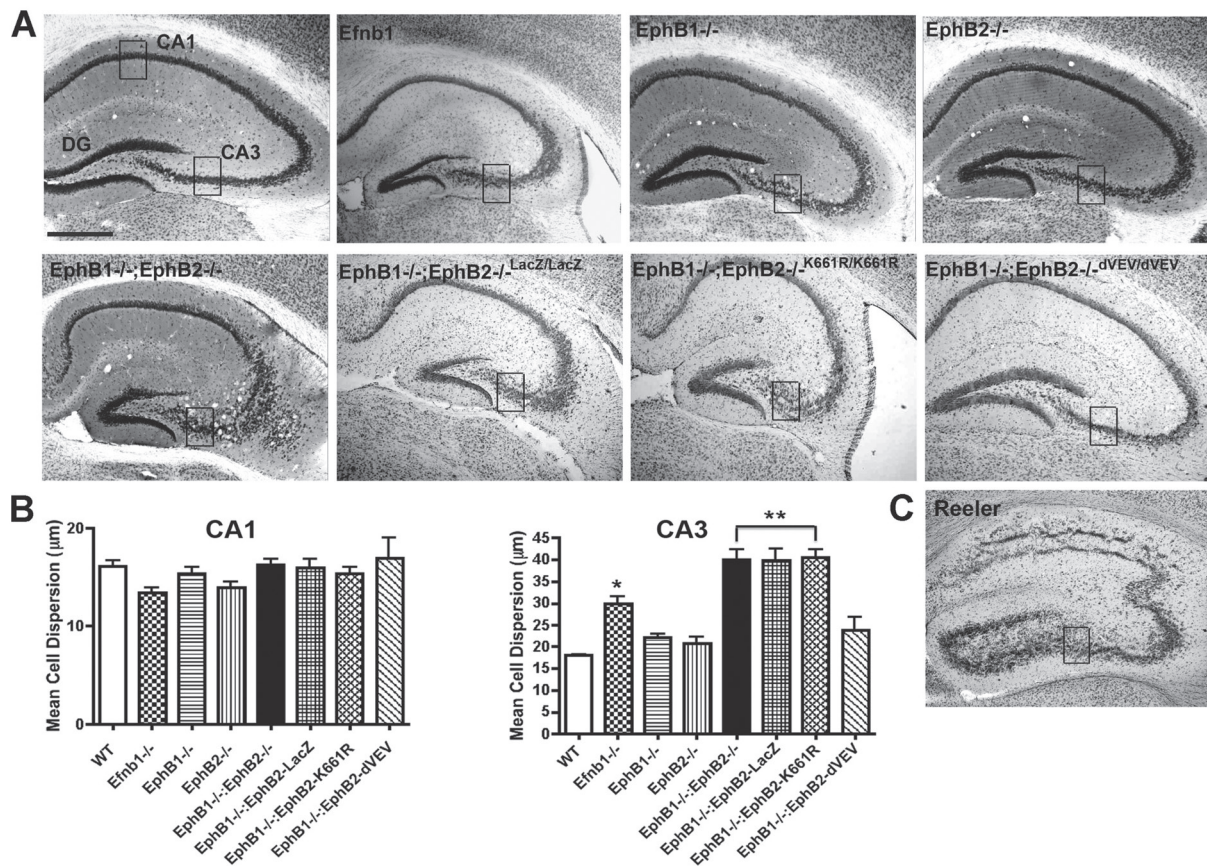 A
CA1
DG
CA3
Efnb1
EphB1-/-
EphB2-/-
EphB1-/-;EphB2-/-
EphB1-/-;EphB2-/-LacZ/LacZ
EphB1-/-;EphB2-/-K661R/K661R
EphB1-/-;EphB2-/-dVEV/dVEV
B
CA1
Mean Cell Dispersion (µm)
20
10
0
WT
Efnb1-/-
EphB1-/-
EphB2-/-
EphB1-/-:EphB2-/-
EphB1-/-:EphB2-LacZ
EphB1-/-:EphB2-K661R
EphB1-/-:EphB2-dVEV
CA3
Mean Cell Dispersion (µm)
45
40
35
30
25
20
15
10
5
0
*
**
WT
Efnb1-/-
EphB1-/-
EphB2-/-
EphB1-/-:EphB2-/-
EphB1-/-:EphB2-LacZ
EphB1-/-:EphB2-K661R
EphB1-/-:EphB2-dVEV
C
Reeler